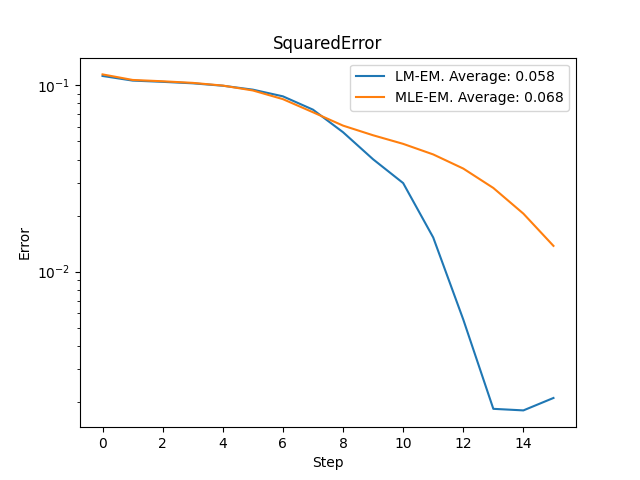 SquaredError
LM-EM. Average: 0.058
MLE-EM. Average: 0.068
10⁻¹
10⁻²
Error
0 2 4 6 8 10 12 14
Step